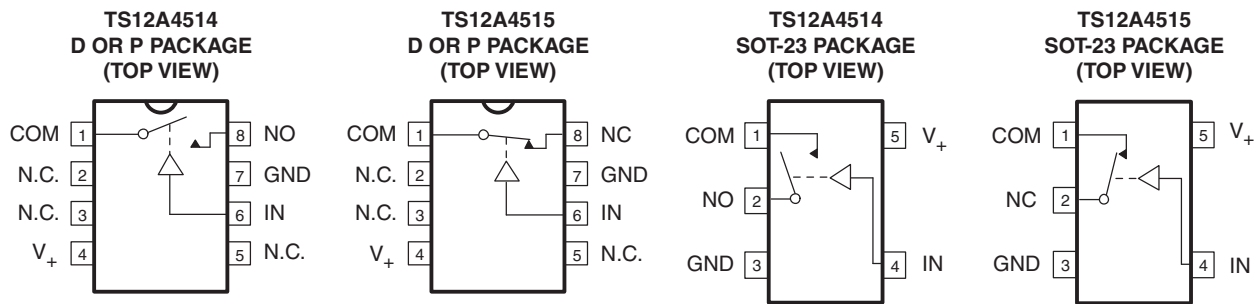 TS12A4514
D OR P PACKAGE
(TOP VIEW)
COM 1
N.C. 2
N.C. 3
V+ 4
8 NO
7 GND
6 IN
5 N.C.
TS12A4515
D OR P PACKAGE
(TOP VIEW)
COM 1
N.C. 2
N.C. 3
V+ 4
8 NC
7 GND
6 IN
5 N.C.
TS12A4514
SOT-23 PACKAGE
(TOP VIEW)
COM 1
NO 2
GND 3
5 V+
4 IN
TS12A4515
SOT-23 PACKAGE
(TOP VIEW)
COM 1
NC 2
GND 3
5 V+
4 IN